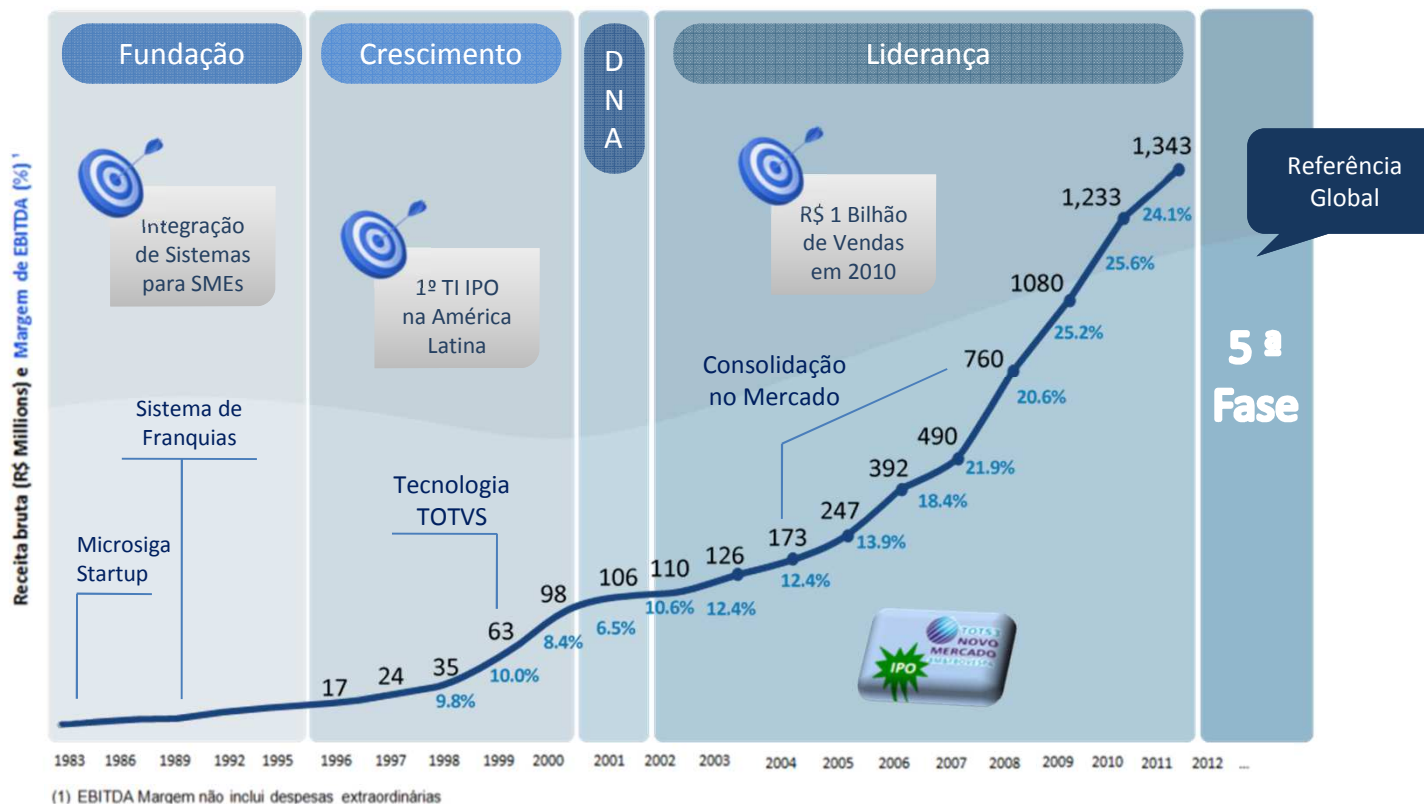 Fundação
Crescimento
D
N
A
Liderança
Receita bruta (R$ Millions) e Margem de EBITDA (%) ¹
Integração
de Sistemas
para SMEs
1º TI IPO
na América
Latina
R$ 1 Bilhão
de Vendas
em 2010
Referência
Global
5ª
Fase
Sistema de
Franquias
Microsiga
Startup
Tecnologia
TOTVS
Consolidação
no Mercado
17
24
35
63
98
106
110
126
173
247
392
490
760
1080
1,233
1,343
9.8%
10.0%
8.4%
6.5%
10.6%
12.4%
12.4%
13.9%
18.4%
21.9%
20.6%
25.2%
25.6%
24.1%
IPO
TOTS3
NOVO
MERCADO
BM&FBOVESPA
1983 1986 1989 1992 1995 1996 1997 1998 1999 2000 2001 2002 2003 2004 2005 2006 2007 2008 2009 2010 2011 2012 ...
(1) EBITDA Margem não inclui despesas extraordinárias